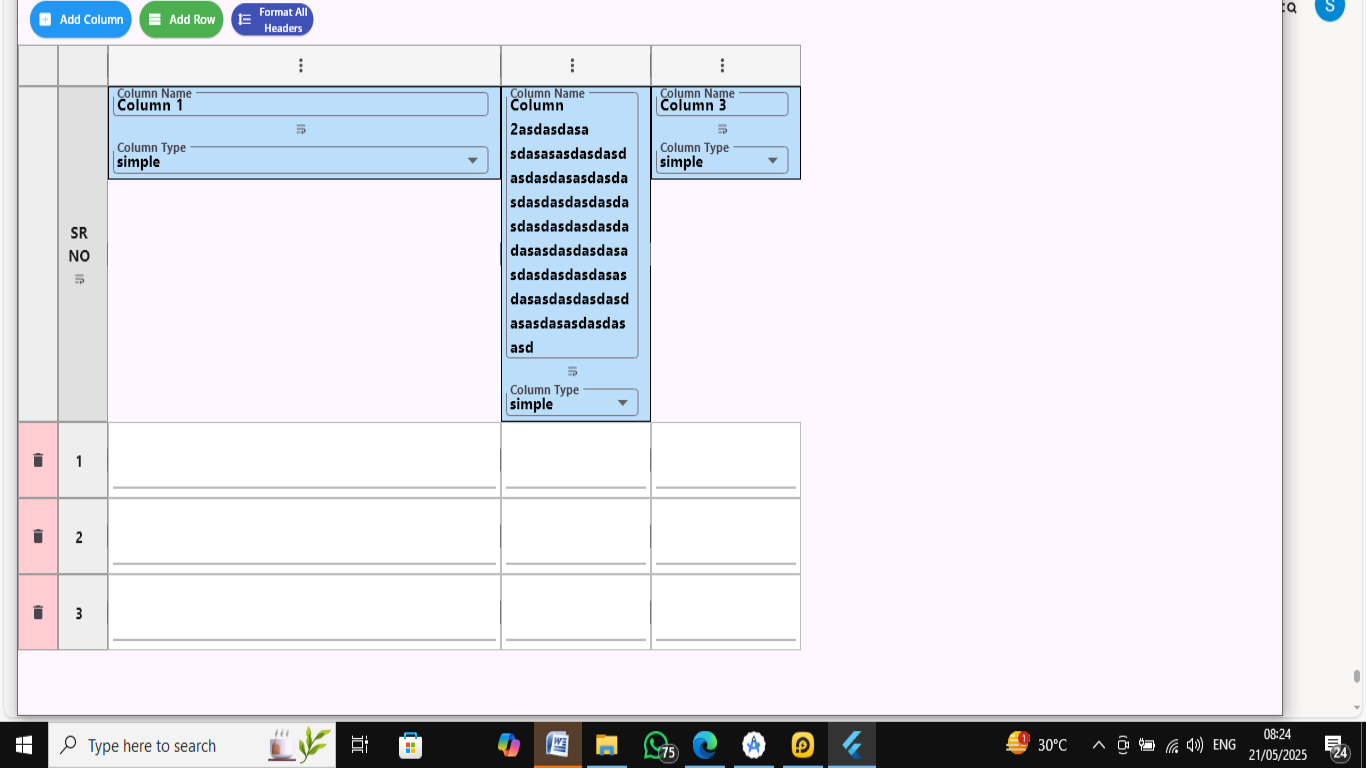 Add Column
Add Row
Format All
Headers
SR
NO
Column Name
Column 1
Column Type
simple
Column Name
Column
2asdasdasa
sdasasasdasdasd
asdasdasasdasda
sdasdasdasdasda
sdasdasdasdasda
dasasdasdasdasa
sdasdasdasdasas
dasasdasdasdasd
asasdasasdasdas
asd
Column Type
simple
Column Name
Column 3
Column Type
simple
1
2
3
S
Type here to search
75
1
30°C
ENG
08:24
21/05/2025
24